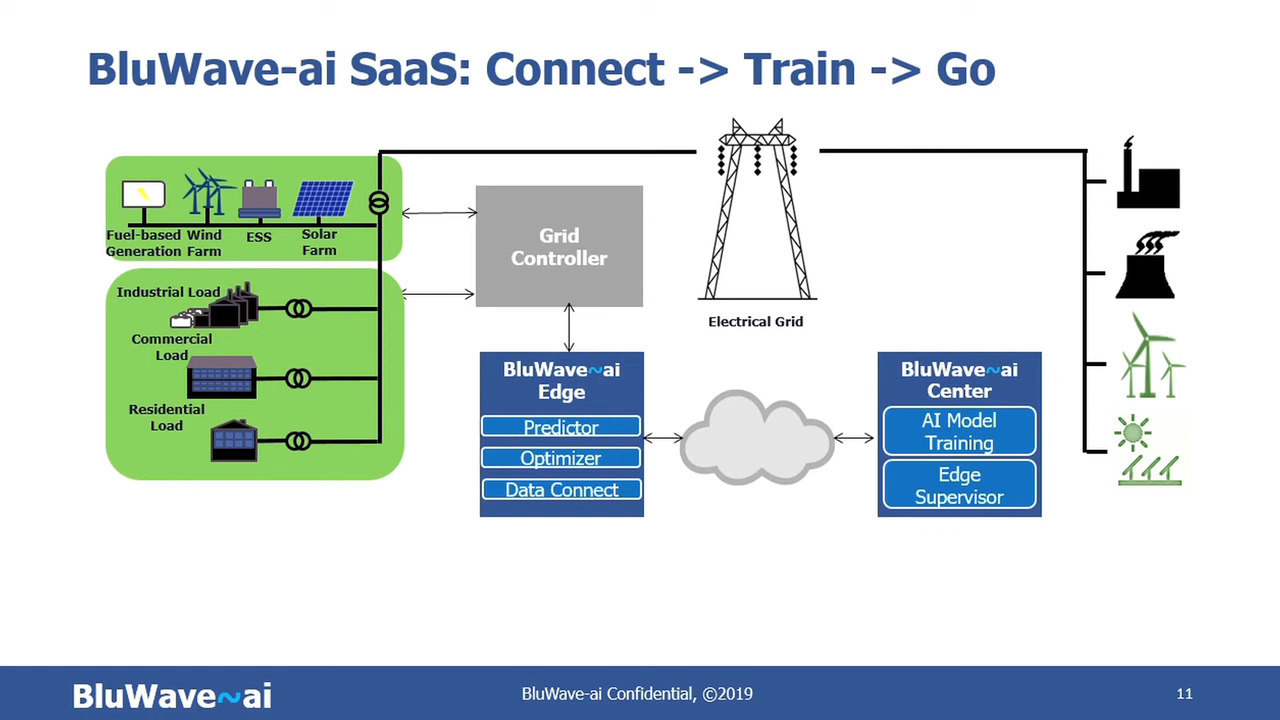 BluWave-ai SaaS: Connect -> Train -> Go
Fuel-based
Generation
Wind
Farm
ESS
Solar
Farm
Industrial Load
Commercial
Load
Residential
Load
Grid
Controller
Electrical Grid
BluWave~ai
Edge
Predictor
Optimizer
Data Connect
BluWave~ai
Center
AI Model
Training
Edge
Supervisor
BluWave~ai
BluWave-ai Confidential, ©2019
11